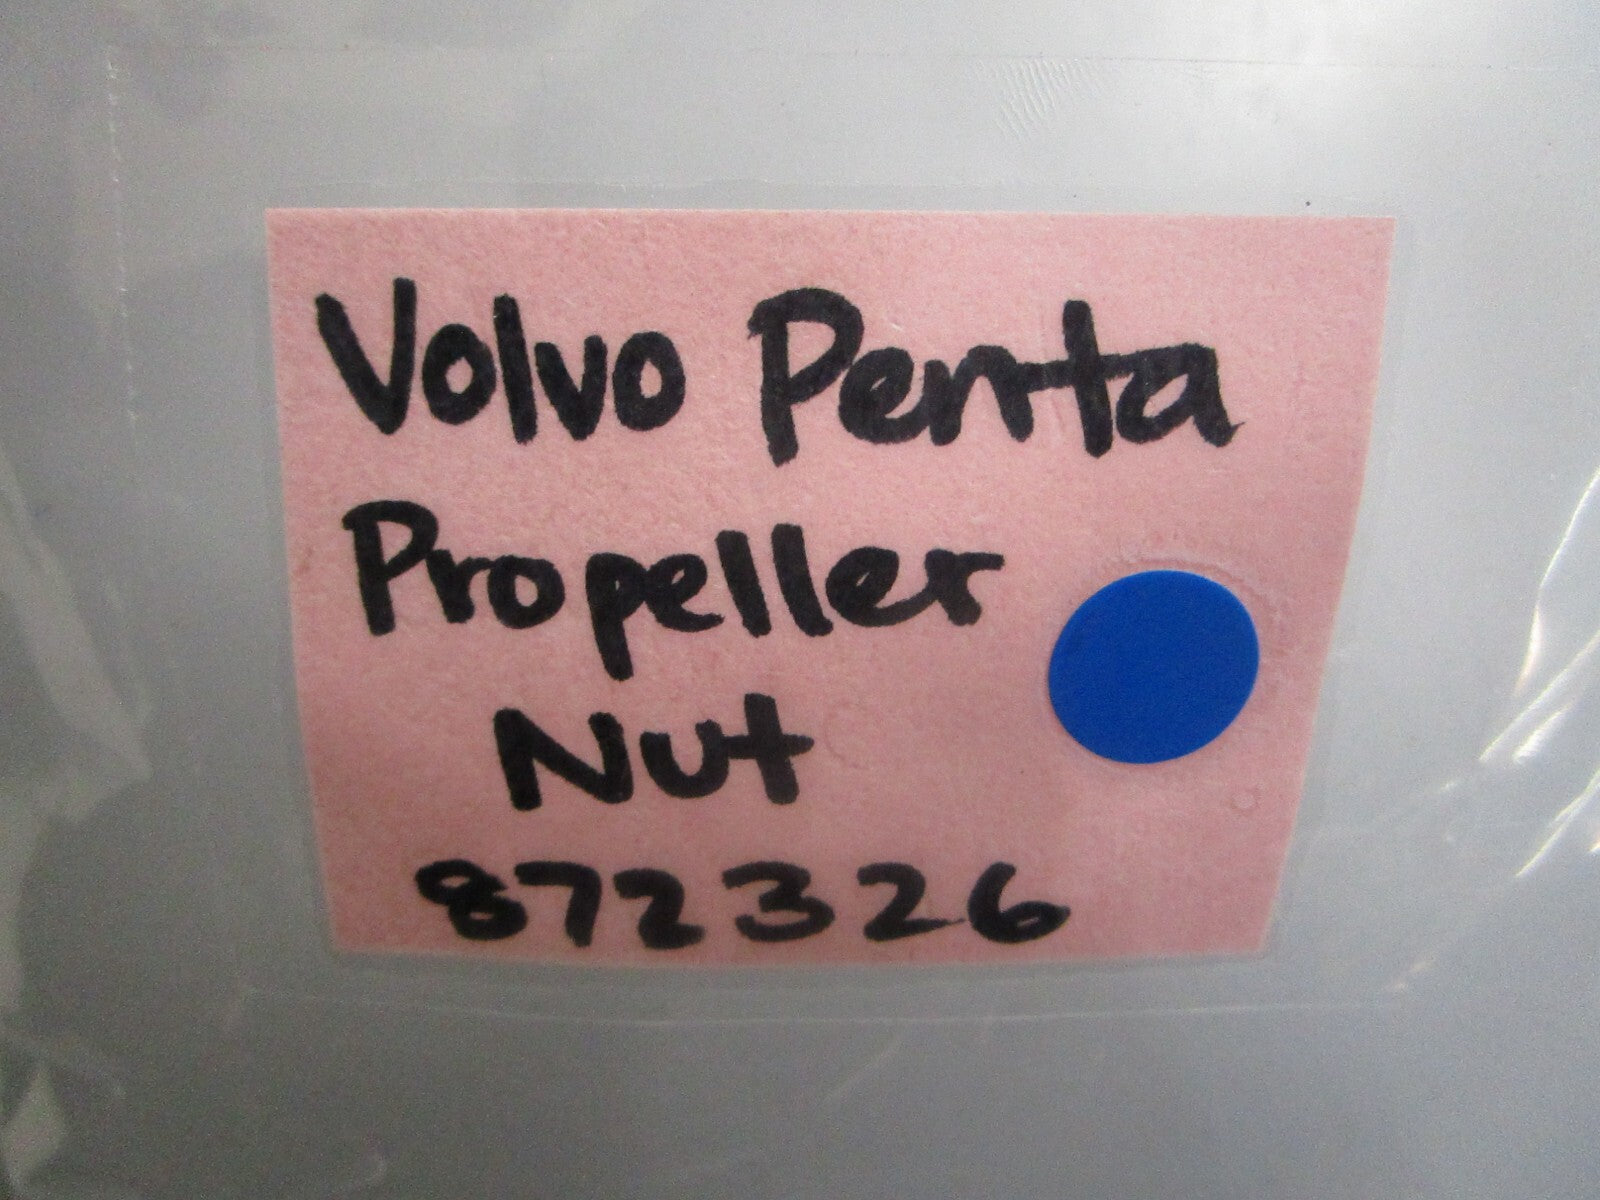 Volvo Penta
Propeller
Nut
872326